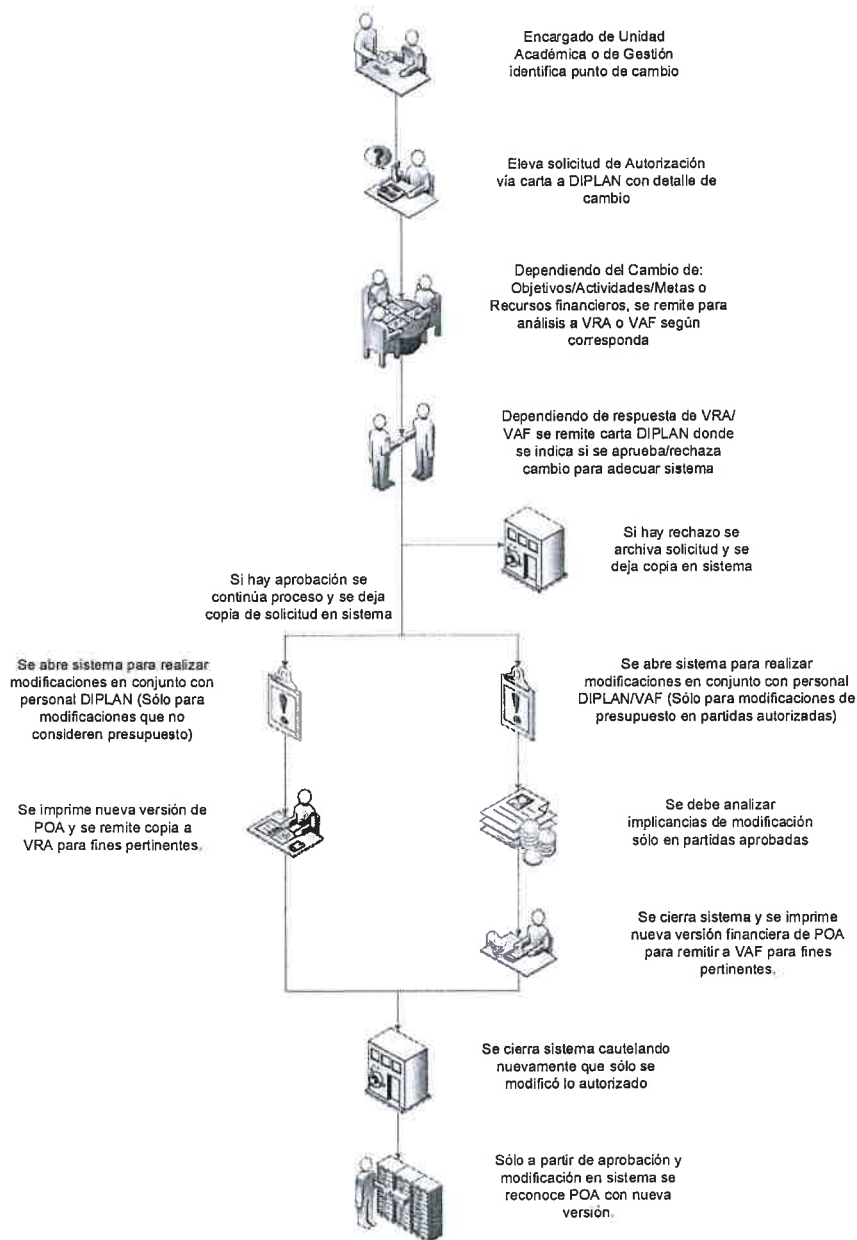 Encargado de Unidad
Académica o de Gestión
identifica punto de cambio
Eleva solicitud de Autorización
vía carta a DIPLAN con detalle de
cambio
Dependiendo del Cambio de:
Objetivos/Actividades/Metas o
Recursos financieros, se remite para
análisis a VRA o VAF según
corresponda
Dependiendo de respuesta de VRA/
VAF se remite carta DIPLAN donde
se indica si se aprueba/rechaza
cambio para adecuar sistema
Si hay rechazo se
archiva solicitud y se
deja copia en sistema
Si hay aprobación se
continúa proceso y se deja
copia de solicitud en sistema
Se abre sistema para realizar
modificaciones en conjunto con
personal DIPLAN (Sólo para
modificaciones que no
consideren presupuesto)
Se abre sistema para realizar
modificaciones en conjunto con personal
DIPLAN/VAF (Sólo para modificaciones de
presupuesto en partidas autorizadas)
Se imprime nueva versión de
POA y se remite copia a
VRA para fines pertinentes.
Se debe analizar
implicancias de modificación
sólo en partidas aprobadas
Se cierra sistema y se imprime
nueva versión financiera de POA
para remitir a VAF para fines
pertinentes.
Se cierra sistema cautelando
nuevamente que sólo se
modificó lo autorizado
Sólo a partir de aprobación y
modificación en sistema se
reconoce POA con nueva
versión.